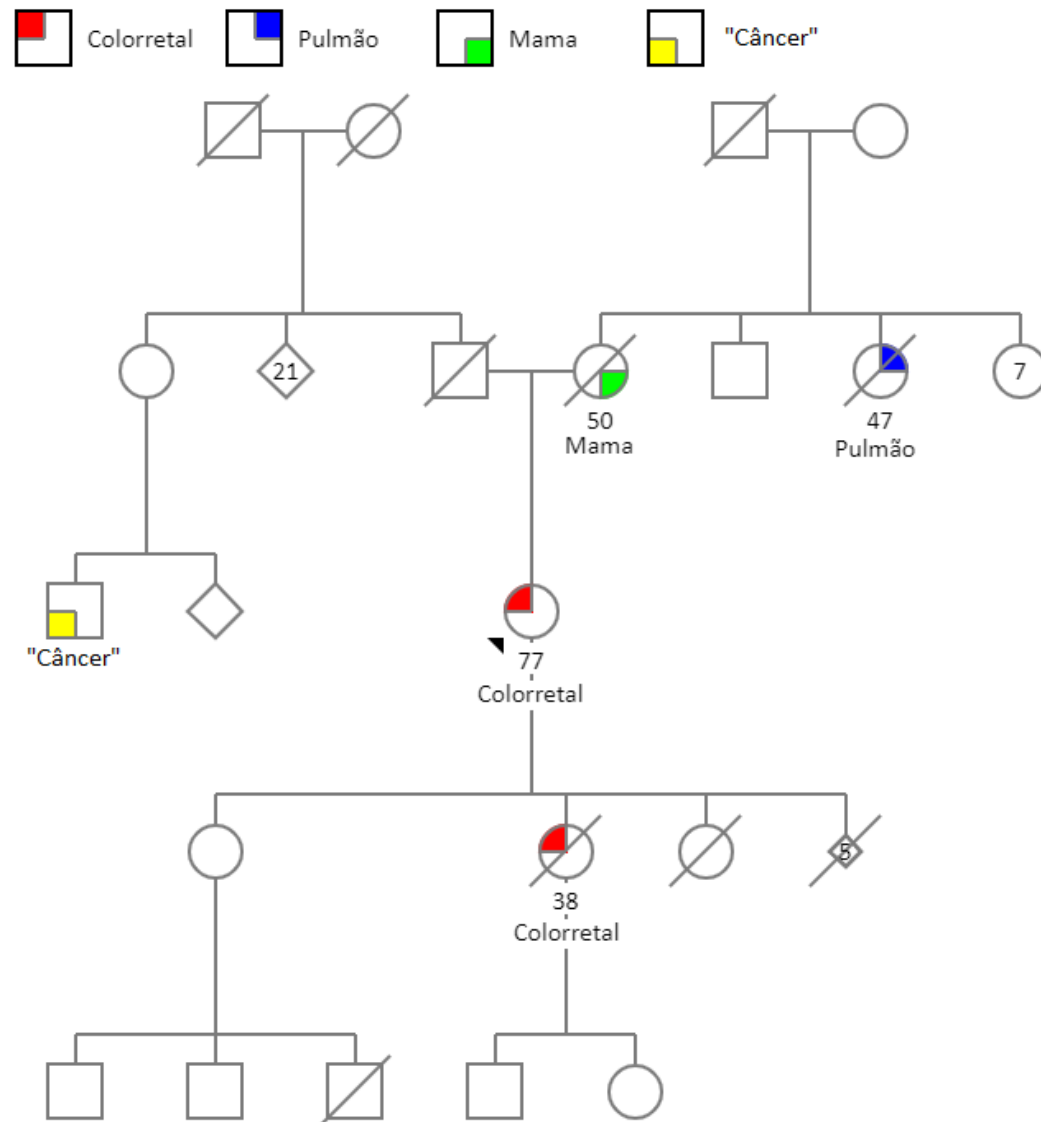 Colorretal Pulmão Mama "Câncer"
21 7
50 47
Mama Pulmão
"Câncer"
77
Colorretal
5
38
Colorretal